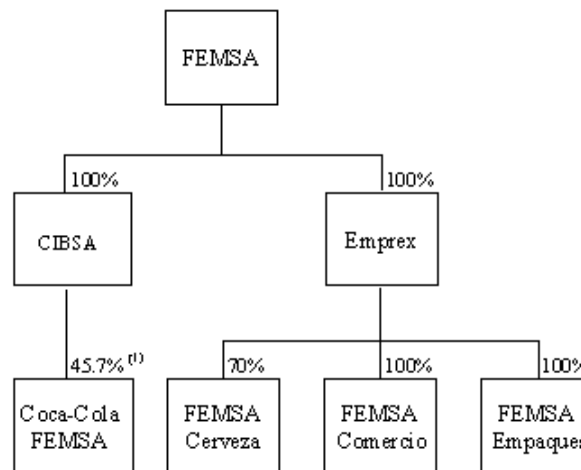 FEMSA
100%
100%
CIBSA
Emprex
45.7% (1)
70%
100%
100%
Coca-Cola
FEMSA
FEMSA
Cerveza
FEMSA
Comercio
FEMSA
Empaques